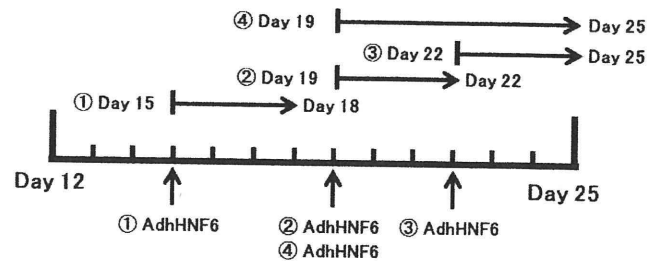 ④ Day 19 Day 25
③ Day 22 Day 25
② Day 19 Day 22
① Day 15 Day 18
Day 12 Day 25
① AdhHNF6 ② AdhHNF6 ③ AdhHNF6
④ AdhHNF6